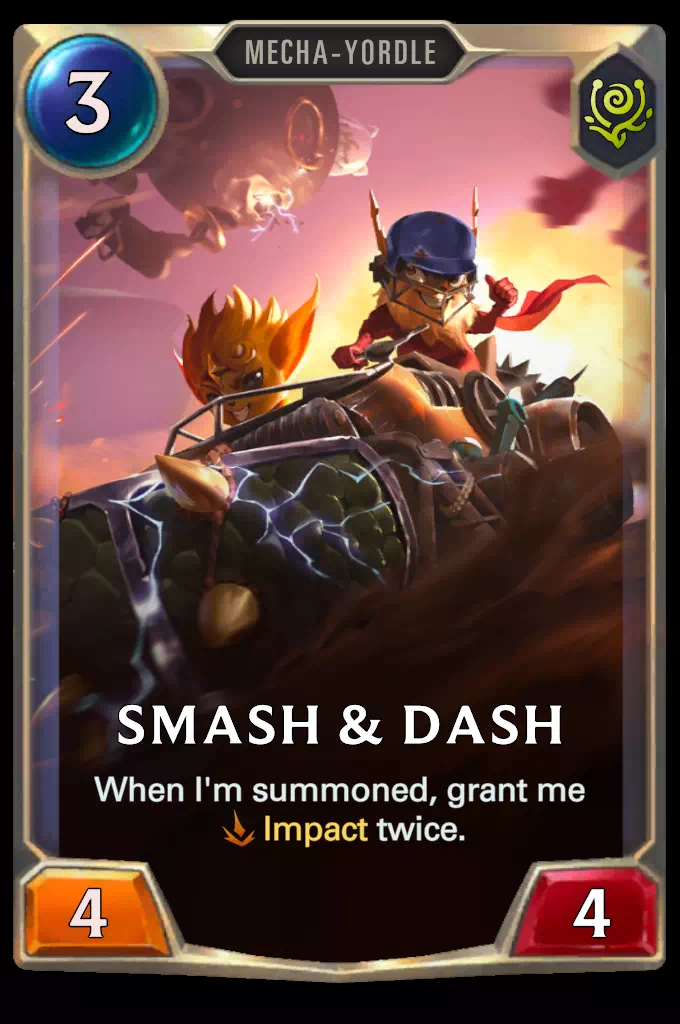 MECHA-YORDLE
3
SMASH & DASH
When I'm summoned, grant me
Impact twice.
4
4